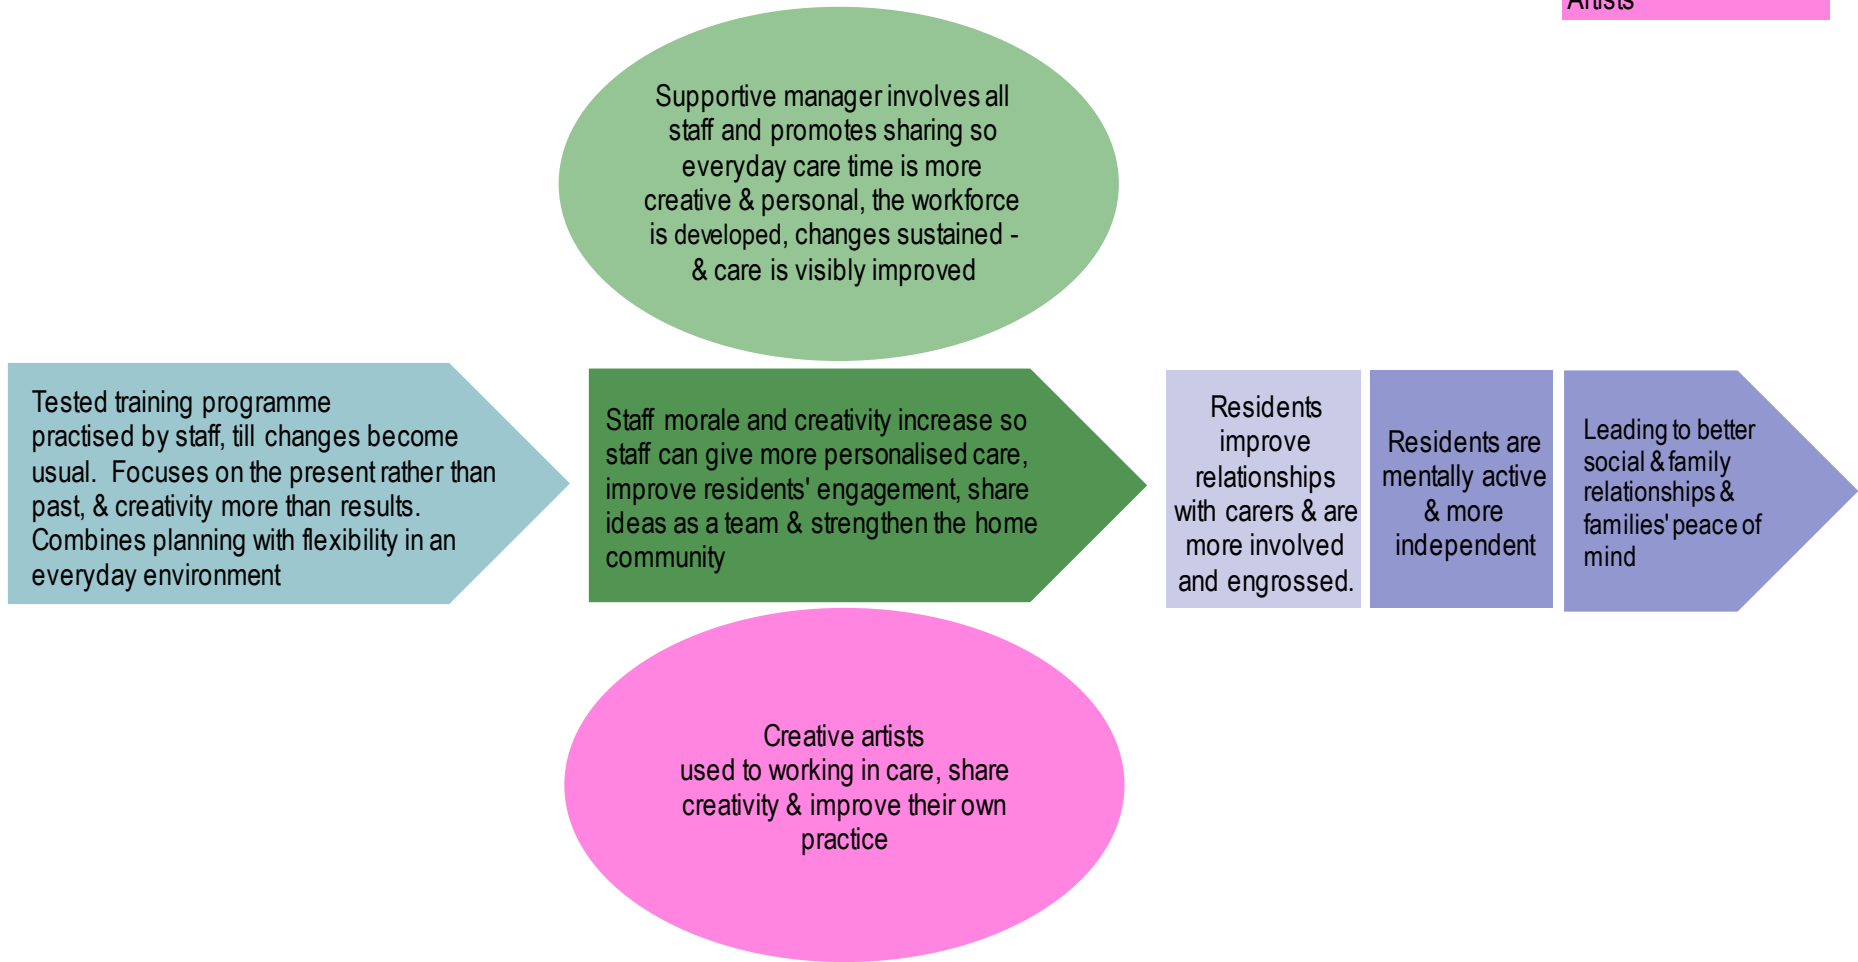 Artists
Supportive manager involves all
staff and promotes sharing so
everyday care time is more
creative & personal, the workforce
is developed, changes sustained -
& care is visibly improved
Tested training programme
practised by staff, till changes become
usual.  Focuses on the present rather than
past, & creativity more than results.
Combines planning with flexibility in an
everyday environment
Staff morale and creativity increase so
staff can give more personalised care,
improve residents' engagement, share
ideas as a team & strengthen the home
community
Residents
improve
relationships
with carers & are
more involved
and engrossed.
Residents are
mentally active
& more
independent
Leading to better
social & family
relationships &
families' peace of
mind
Creative artists
used to working in care, share
creativity & improve their own
practice